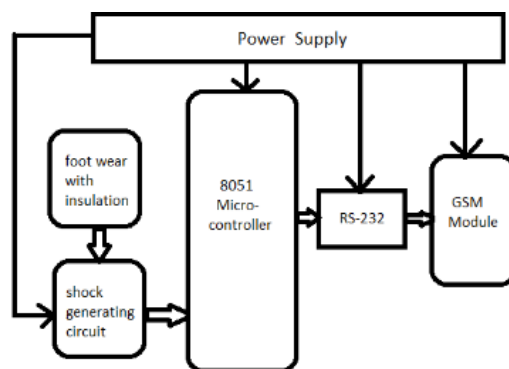 Power Supply
foot wear
with
insulation
8051
Micro-
controller
RS-232
GSM
Module
shock
generating
circuit